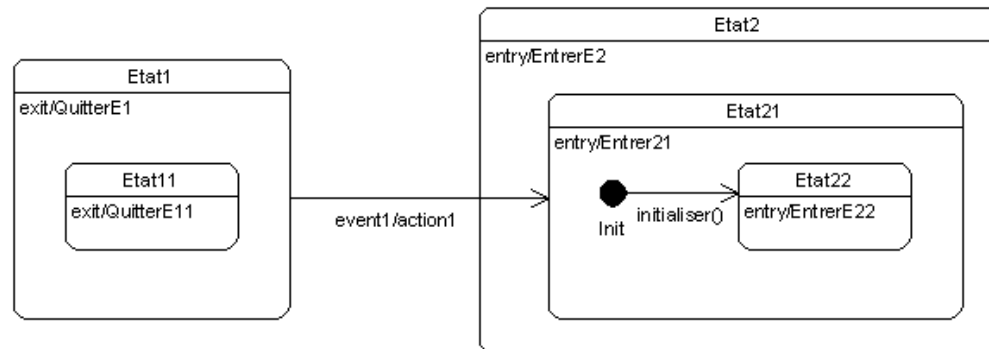 Etat2
entry/EntrerE2
Etat1
exit/QuitterE1
Etat21
entry/Entrer21
Etat11
exit/QuitterE11
Etat22
entry/EntrerE22
event1/action1
initialiser()
Init